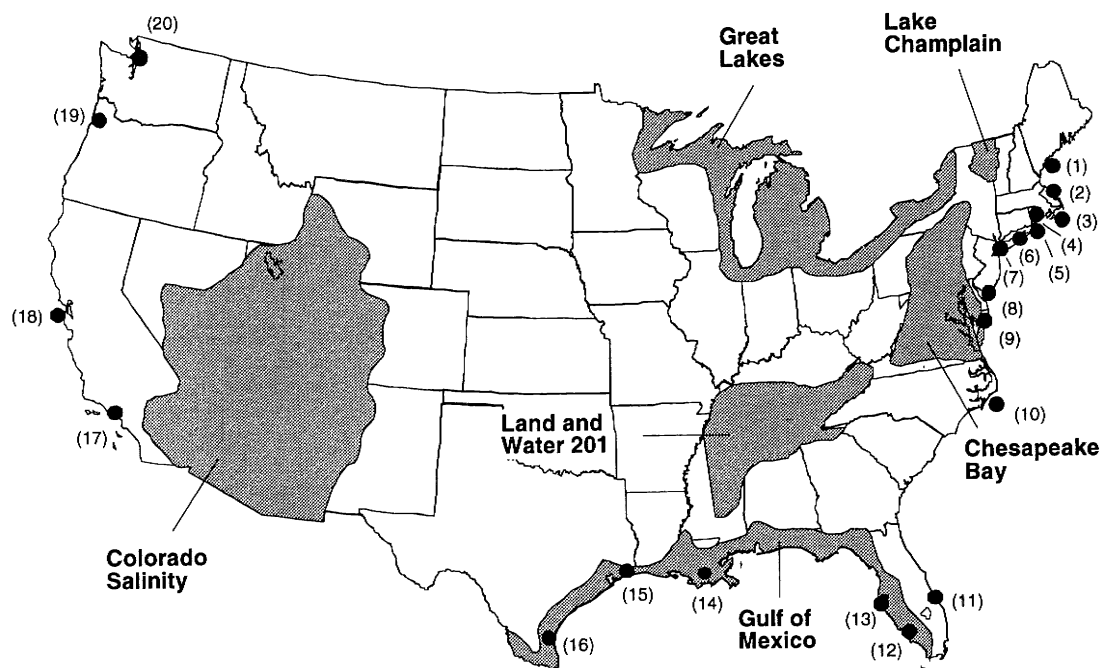 (20)
Great
Lakes
Lake
Champlain
(19)
(1)
(2)
(3)
(4)
(5)
(6)
(7)
(8)
(9)
(18)
(10)
(17)
Land and
Water 201
Chesapeake
Bay
Colorado
Salinity
(15)
(14)
(13)
(11)
(16)
Gulf of
Mexico
(12)